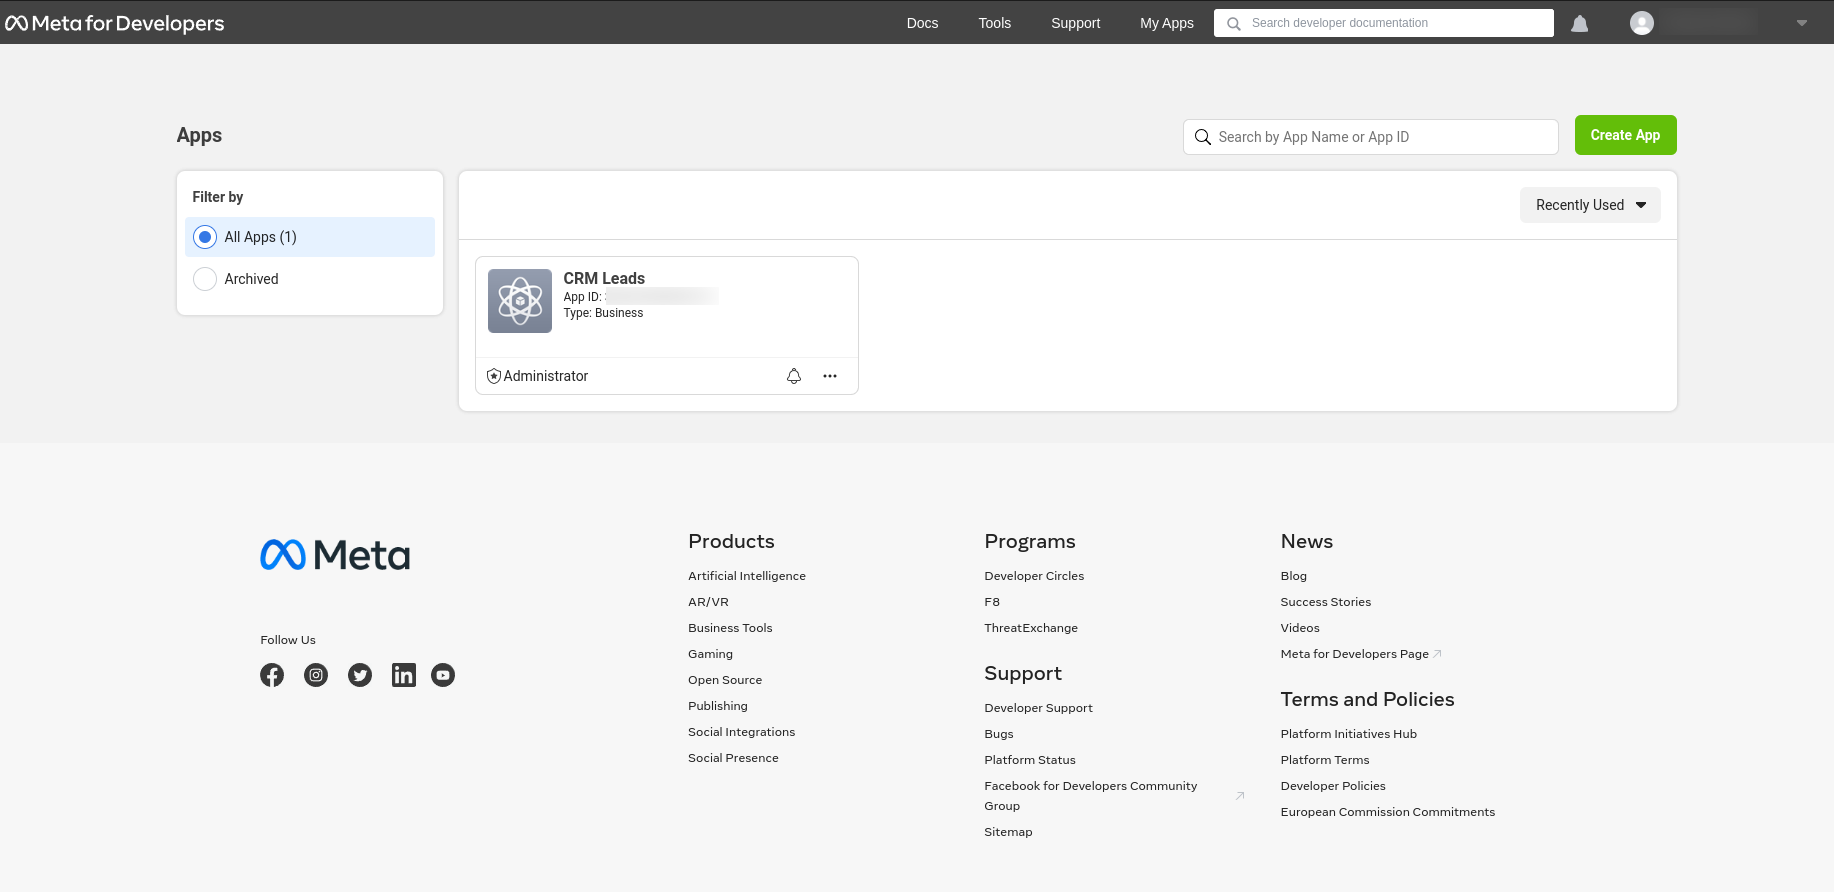 Meta for Developers
Docs
Tools
Support
My Apps
Search developer documentation
Apps
Search by App Name or App ID
Create App
Filter by
All Apps (1)
Archived
Recently Used
CRM Leads
App ID:
Type: Business
Administrator
Meta
Follow Us
Products
Artificial Intelligence
AR/VR
Business Tools
Gaming
Open Source
Publishing
Social Integrations
Social Presence
Programs
Developer Circles
F8
ThreatExchange
Support
Developer Support
Bugs
Platform Status
Facebook for Developers Community
Group
Sitemap
News
Blog
Success Stories
Videos
Meta for Developers Page
Terms and Policies
Platform Initiatives Hub
Platform Terms
Developer Policies
European Commission Commitments